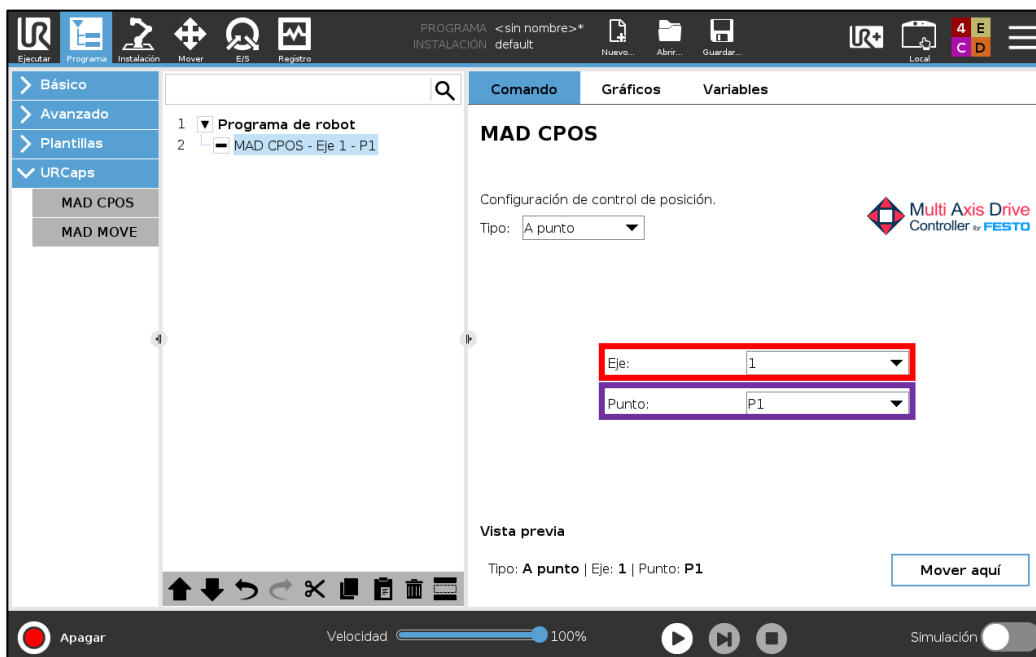 PROGRAMA <sin nombre>*
INSTALACIÓN default
Ejecutar Programa Instalación Mover E/S Registro Nuevo... Abrir... Guardar... UR+ Local 4 E C D
Básico
Avanzado
Plantillas
URCaps
MAD CPOS
MAD MOVE
1 Programa de robot
2 MAD CPOS - Eje 1 - P1
Comando Gráficos Variables
MAD CPOS
Configuración de control de posición.
Tipo: A punto
Multi Axis Drive
Controller for FESTO
Eje: 1
Punto: P1
Vista previa
Tipo: A punto | Eje: 1 | Punto: P1
Mover aquí
Apagar Velocidad 100% Simulación